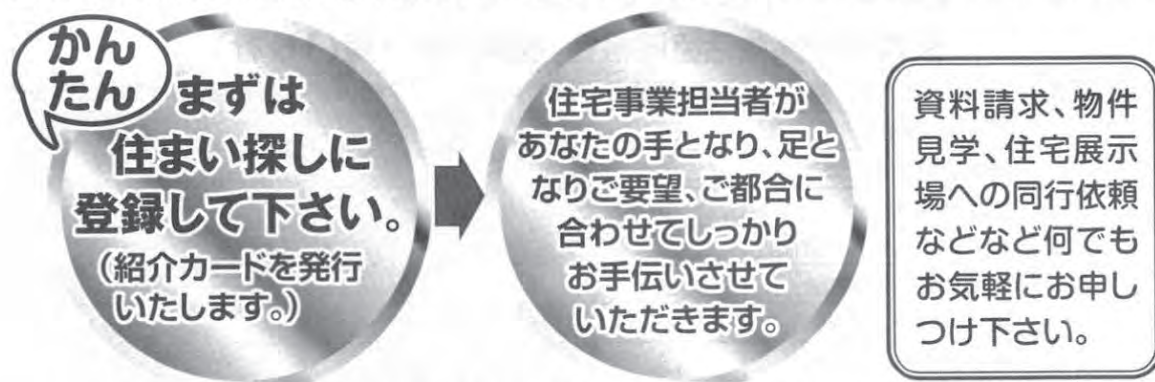 かん
たん
まずは
住まい探しに
登録して下さい。
(紹介カードを発行
いたします。)
住宅事業担当者が
あなたの手となり、足と
なりご要望、ご都合に
合わせてしっかり
お手伝いさせて
いただきます。
資料請求、物件
見学、住宅展示
場への同行依頼
などなど何でも
お気軽にお申し
つけ下さい。